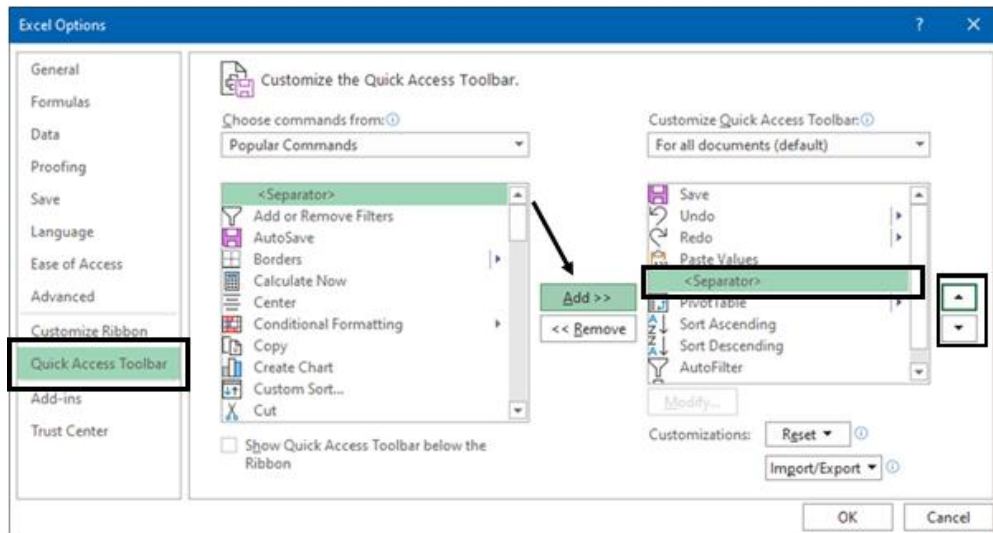 Excel Options
?
General
Formulas
Data
Proofing
Save
Language
Ease of Access
Advanced
Customize Ribbon
Quick Access Toolbar
Add-ins
Trust Center
Customize the Quick Access Toolbar.
Choose commands from:
Popular Commands
<Separator>
Add or Remove Filters
AutoSave
Borders
Calculate Now
Center
Conditional Formatting
Copy
Create Chart
Custom Sort...
Cut
Show Quick Access Toolbar below the
Ribbon
Add >>
<< Remove
Customize Quick Access Toolbar:
For all documents (default)
Save
Undo
Redo
Paste Values
<Separator>
PivotTable
Sort Ascending
Sort Descending
AutoFilter
Modify...
Customizations:
Reset
Import/Export
OK
Cancel